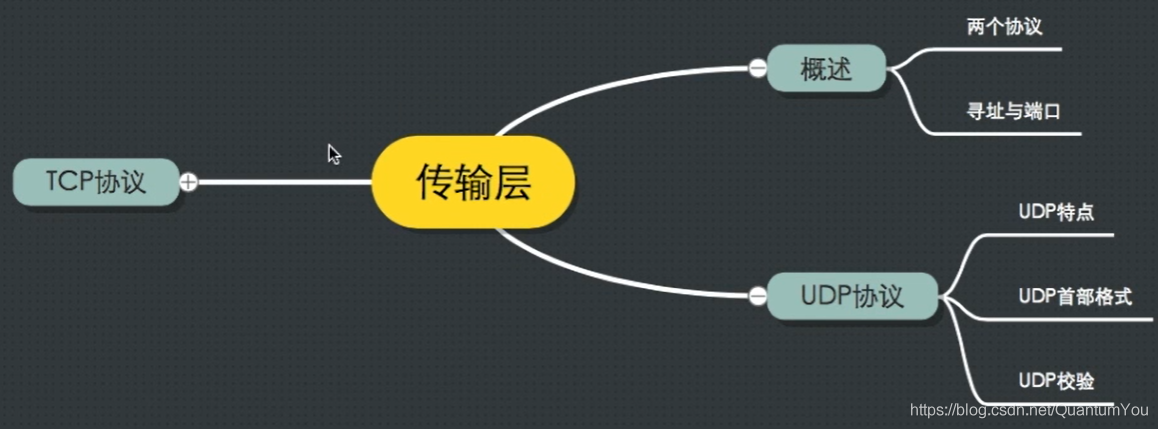 两个协议
概述
寻址与端口
TCP协议
传输层
UDP特点
UDP协议
UDP首部格式
UDP校验
https://blog.csdn.net/QuantumYou